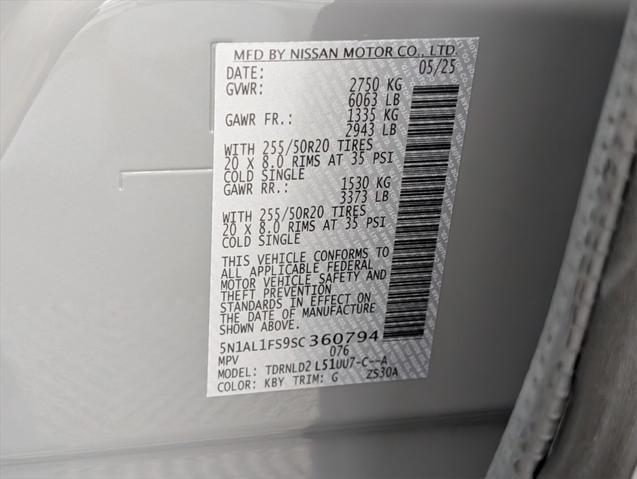 MFD BY NISSAN MOTOR CO., LTD.
DATE: 05/25
GVWR: 2750 KG
6063 LB
GAWR FR.: 1335 KG
2943 LB
WITH 255/50R20 TIRES
20 X 8.0 RIMS AT 35 PSI
COLD SINGLE
GAWR RR.: 1530 KG
3373 LB
WITH 255/50R20 TIRES
20 X 8.0 RIMS AT 35 PSI
COLD SINGLE
THIS VEHICLE CONFORMS TO
ALL APPLICABLE FEDERAL
MOTOR VEHICLE SAFETY AND
THEFT PREVENTION
STANDARDS IN EFFECT ON
THE DATE OF MANUFACTURE
SHOWN ABOVE.
5N1AL1FS9SC360794
MPV 076
MODEL: TDRNLD2 L51UU7-C--A
COLOR: KBY TRIM: G ZS30A